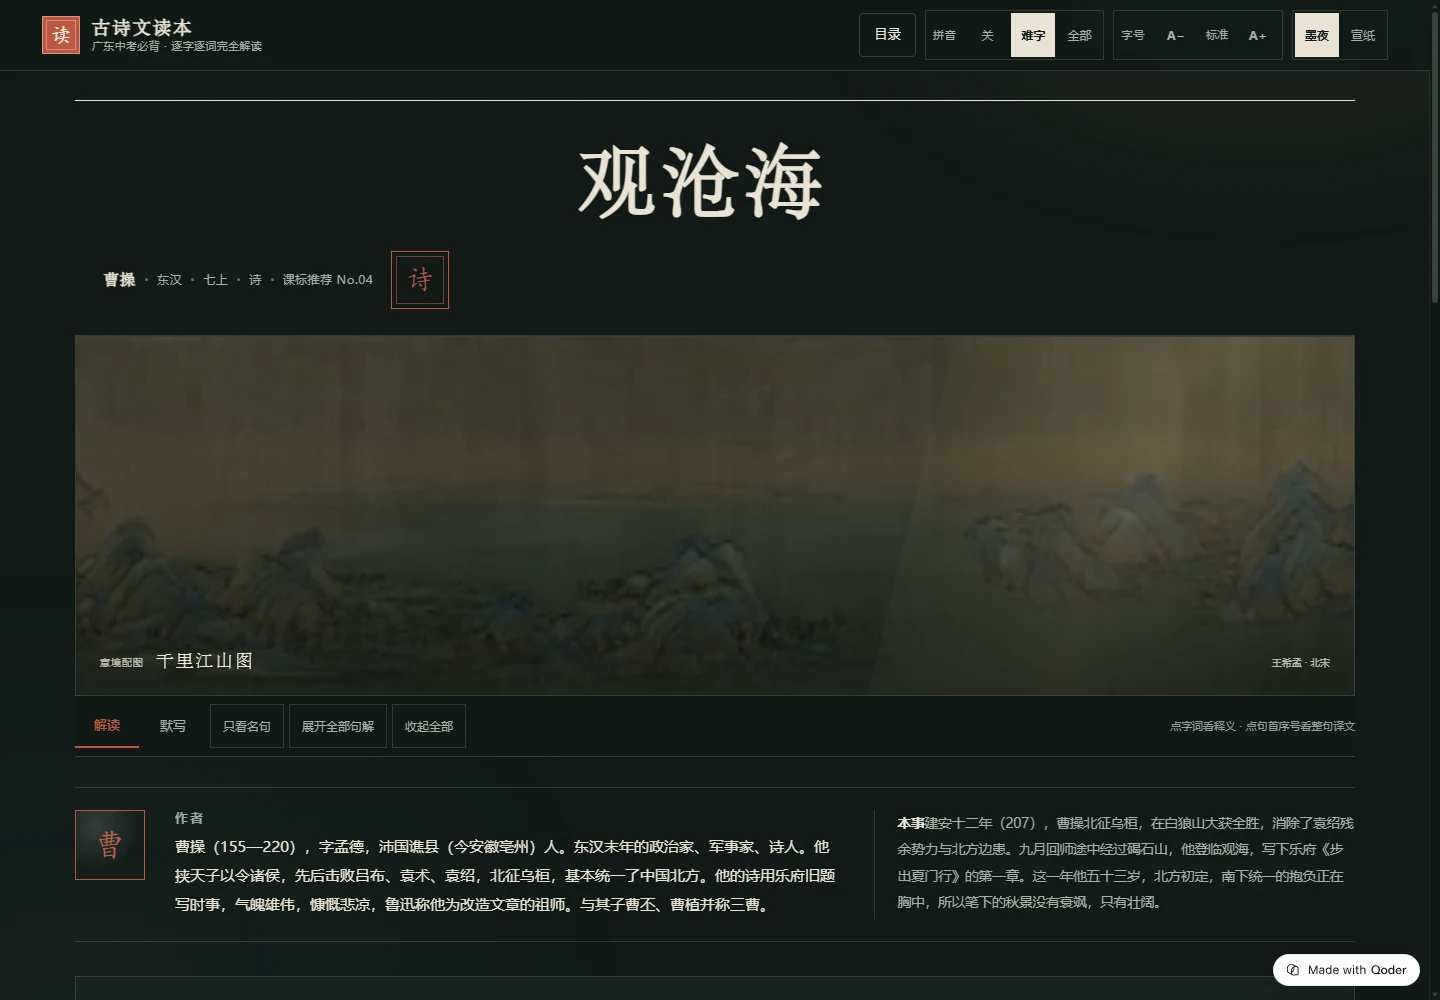 读
古诗文读本
广东中考必背 · 逐字逐词完全解读
目录
拼音 关 难字 全部
字号 A− 标准 A+
墨夜 宣纸
观沧海
曹操 · 东汉 · 七上 · 诗 · 课标推荐 No.04
诗
意境配图 千里江山图
王希孟 · 北宋
解读 默写 只看名句 展开全部句解 收起全部
点字词看释义 · 点句首序号看整句译文
曹
作者
曹操（155—220），字孟德，沛国谯县（今安徽亳州）人。东汉末年的政治家、军事家、诗人。他
挟天子以令诸侯，先后击败吕布、袁术、袁绍，北征乌桓，基本统一了中国北方。他的诗用乐府旧题
写时事，气魄雄伟，慷慨悲凉，鲁迅称他为改造文章的祖师。与其子曹丕、曹植并称三曹。
本事建安十二年（207），曹操北征乌桓，在白狼山大获全胜，消除了袁绍残
余势力与北方边患。九月回师途中经过碣石山，他登临观海，写下乐府《步
出夏门行》的第一章。这一年他五十三岁，北方初定，南下统一的抱负正在
胸中，所以笔下的秋景没有衰飒，只有壮阔。
Made with Qoder